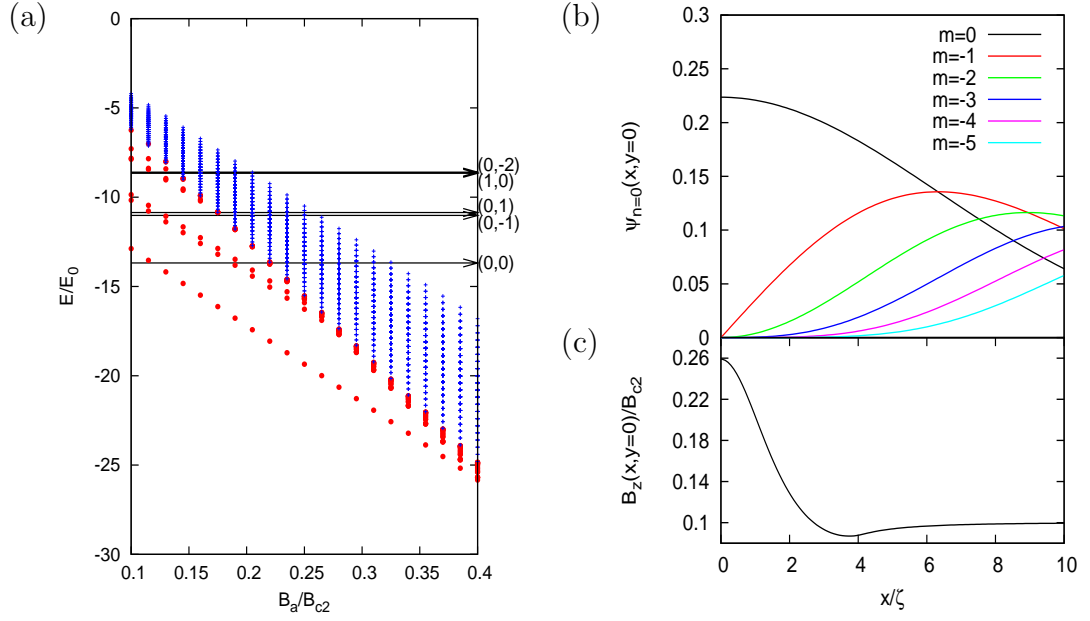 (a)
0
-5
-10
-15
-20
-25
-30
E/E₀
0.1
0.15
0.2
0.25
0.3
0.35
0.4
Bₐ/B꜀₂
(0,-2)
(1,0)
(0,1)
(0,-1)
(0,0)
(b)
0.3
0.25
0.2
0.15
0.1
0.05
0
ψₙ₌₀(x,y=0)
m=0
m=-1
m=-2
m=-3
m=-4
m=-5
(c)
0.26
0.22
0.18
0.14
0.1
B_z(x,y=0)/B_c2
0
2
4
6
8
10
x/ζ